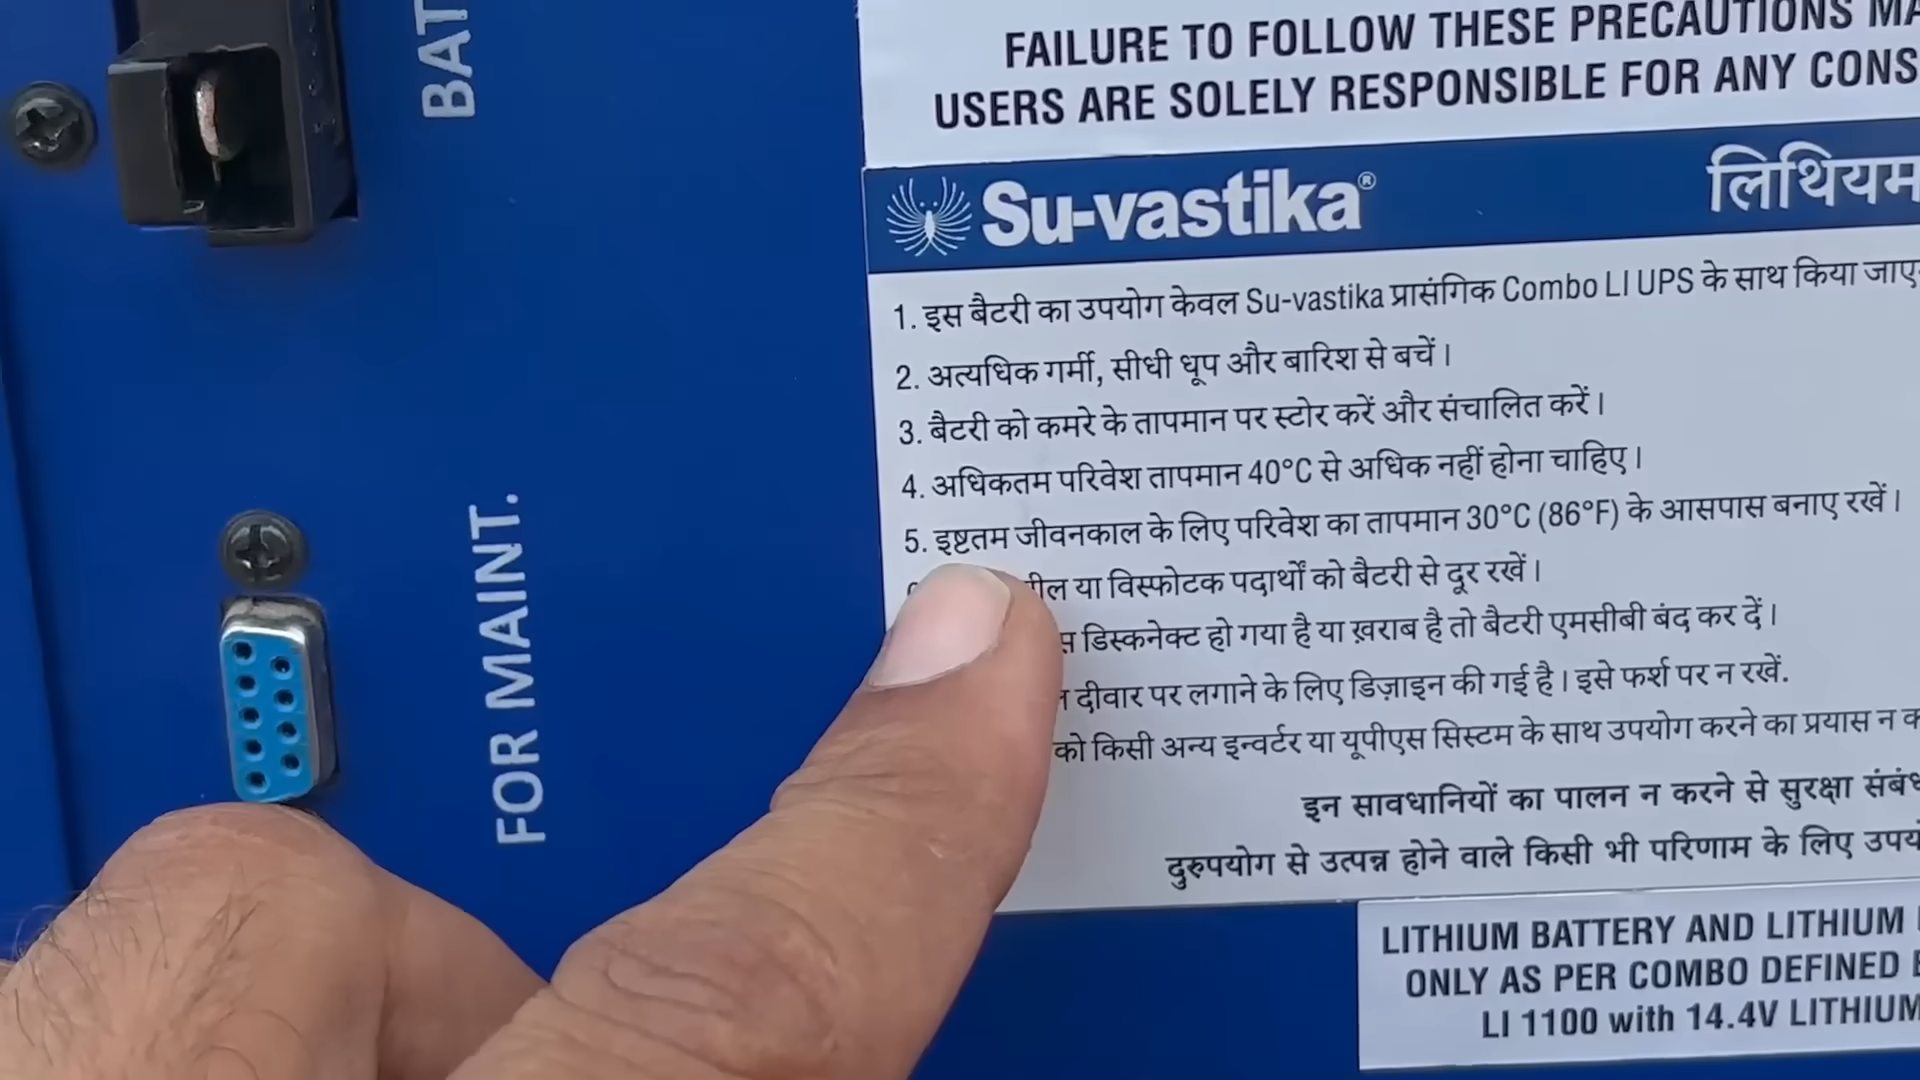 BAT
FAILURE TO FOLLOW THESE PRECAUTIONS
USERS ARE SOLELY RESPONSIBLE FOR ANY
Su-vastika®
लिथियम
1. इस बैटरी का उपयोग केवल Su-vastika प्रासंगिक Combo LI UPS के साथ किया
2. अत्यधिक गर्मी, सीधी धूप और बारिश से बचें।
3. बैटरी को कमरे के तापमान पर स्टोर करें और संचालित करें।
4. अधिकतम परिवेश तापमान 40°C से अधिक नहीं होना चाहिए।
5. इष्टतम जीवनकाल के लिए परिवेश का तापमान 30°C (86°F) के आसपास बनाए रखें।
या विस्फोटक पदार्थों को बैटरी से दूर रखें।
डिस्कनेक्ट हो गया है या ख़राब है तो बैटरी एमसीबी बंद कर दें।
दीवार पर लगाने के लिए डिज़ाइन की गई है। इसे फर्श पर न रखें.
को किसी अन्य इन्वर्टर या यूपीएस सिस्टम के साथ उपयोग करने का प्रयास न
इन सावधानियों का पालन न करने से सुरक्षा
दुरुपयोग से उत्पन्न होने वाले किसी भी परिणाम के लिए
FOR MAINT.
LITHIUM BATTERY AND LITHIUM
ONLY AS PER COMBO DEFINED
LI 1100 with 14.4V LITHIUM